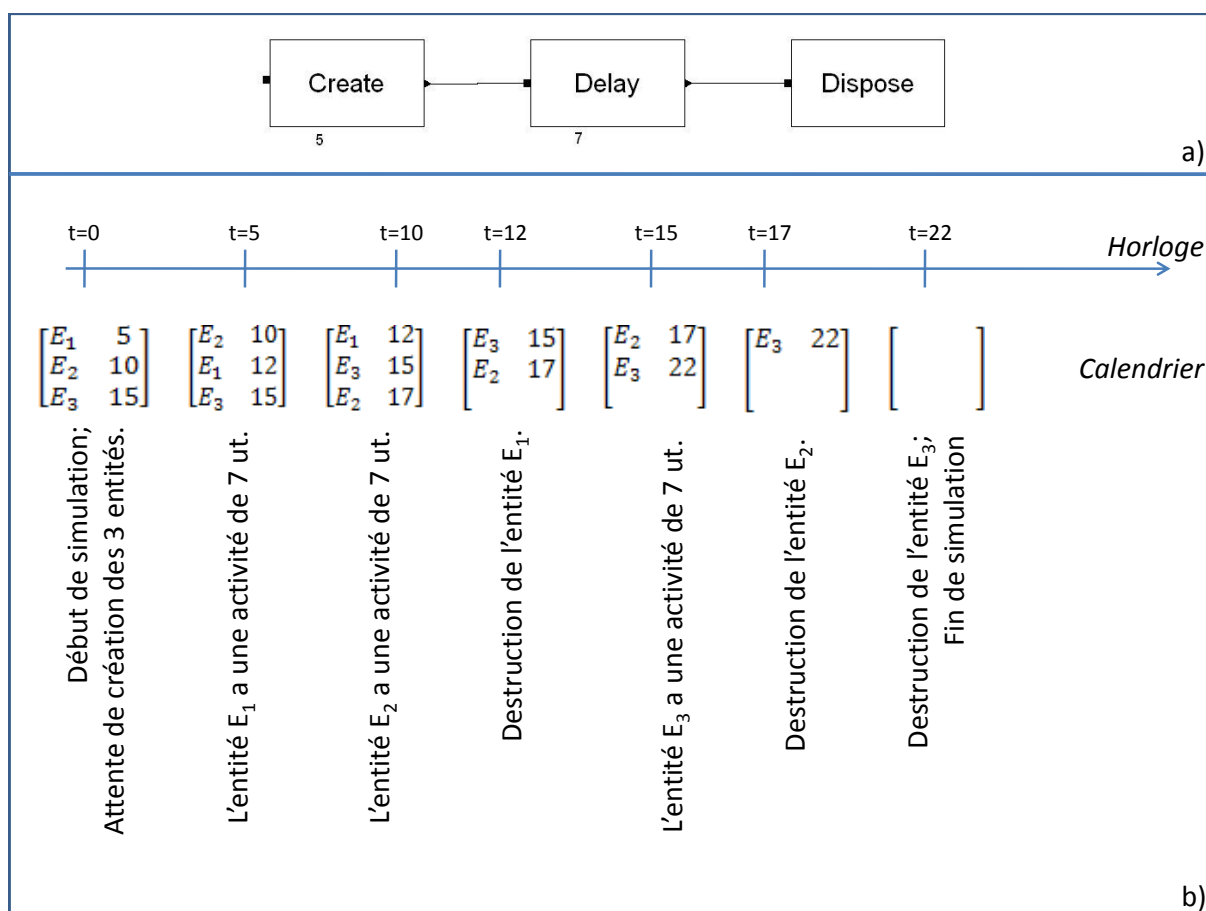 Create Delay Dispose
5 7
a)
t=0 t=5 t=10 t=12 t=15 t=17 t=22
Horloge
E₁ 5
E₂ 10
E₃ 15
E₂ 10
E₁ 12
E₃ 15
E₁ 12
E₃ 15
E₂ 17
E₃ 15
E₂ 17
E₂ 17
E₃ 22
E₃ 22
Calendrier
Début de simulation;
Attente de création des 3 entités.
L'entité E₁ a une activité de 7 ut.
L'entité E₂ a une activité de 7 ut.
Destruction de l'entité E₁.
L'entité E₃ a une activité de 7 ut.
Destruction de l'entité E₂.
Destruction de l'entité E₃;
Fin de simulation
b)